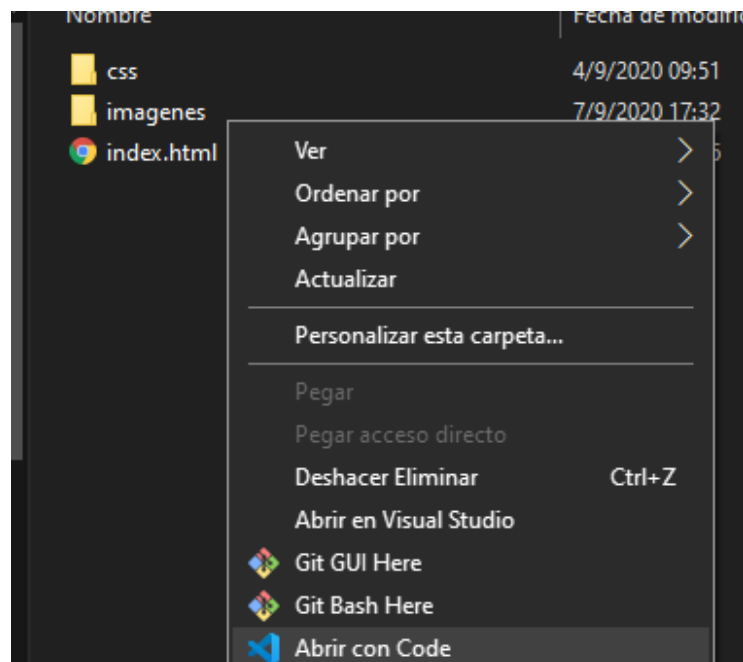 Nombre Fecha de modific
css 4/9/2020 09:51
imagenes 7/9/2020 17:32
index.html 5
Ver
Ordenar por
Agrupar por
Actualizar
Personalizar esta carpeta...
Pegar
Pegar acceso directo
Deshacer Eliminar Ctrl+Z
Abrir en Visual Studio
Git GUI Here
Git Bash Here
Abrir con Code